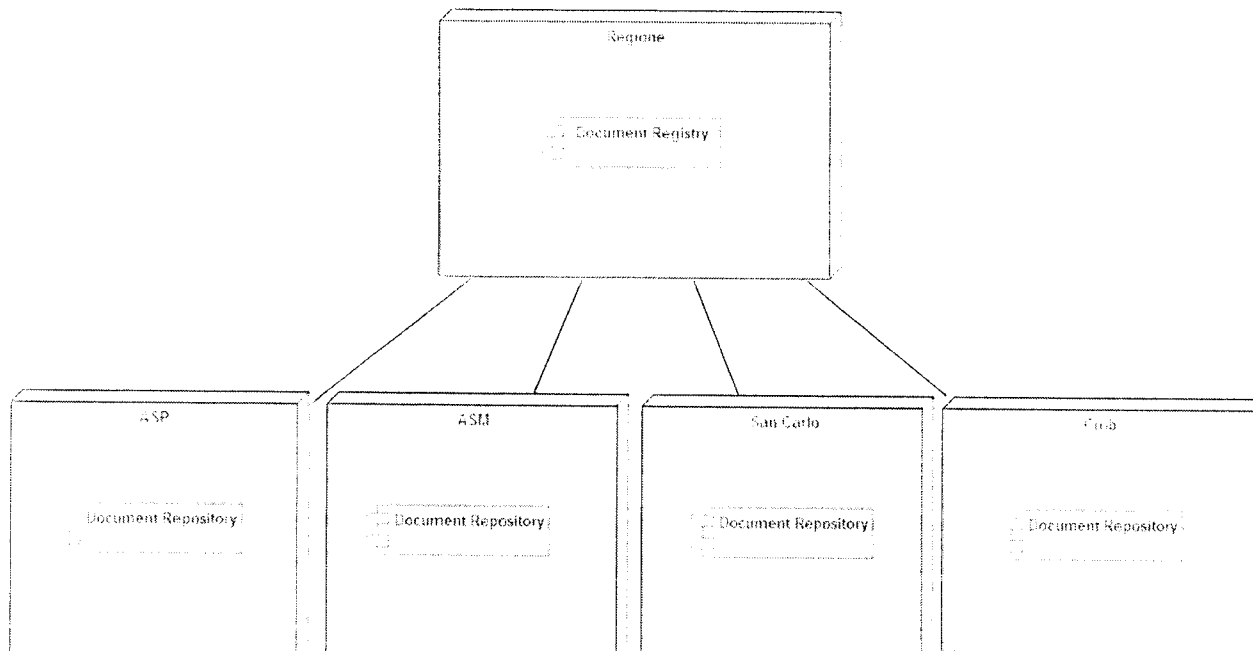 Regione
Document Registry
ASP
ASM
San Carlo
Document Repository
Document Repository
Document Repository
Document Repository